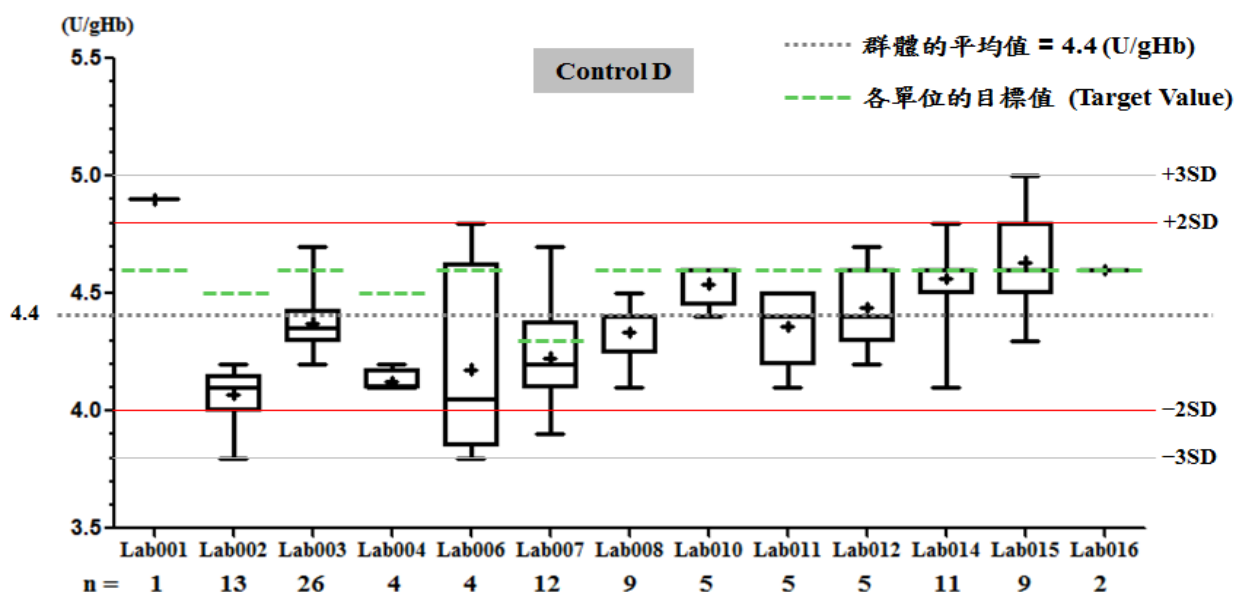 (U/gHb)
Control D
群體的平均值 = 4.4 (U/gHb)
各單位的目標值 (Target Value)
5.5
5.0
4.5
4.4
4.0
3.5
+3SD
+2SD
−2SD
−3SD
Lab001 Lab002 Lab003 Lab004 Lab006 Lab007 Lab008 Lab010 Lab011 Lab012 Lab014 Lab015 Lab016
n = 1 13 26 4 4 12 9 5 5 5 11 9 2